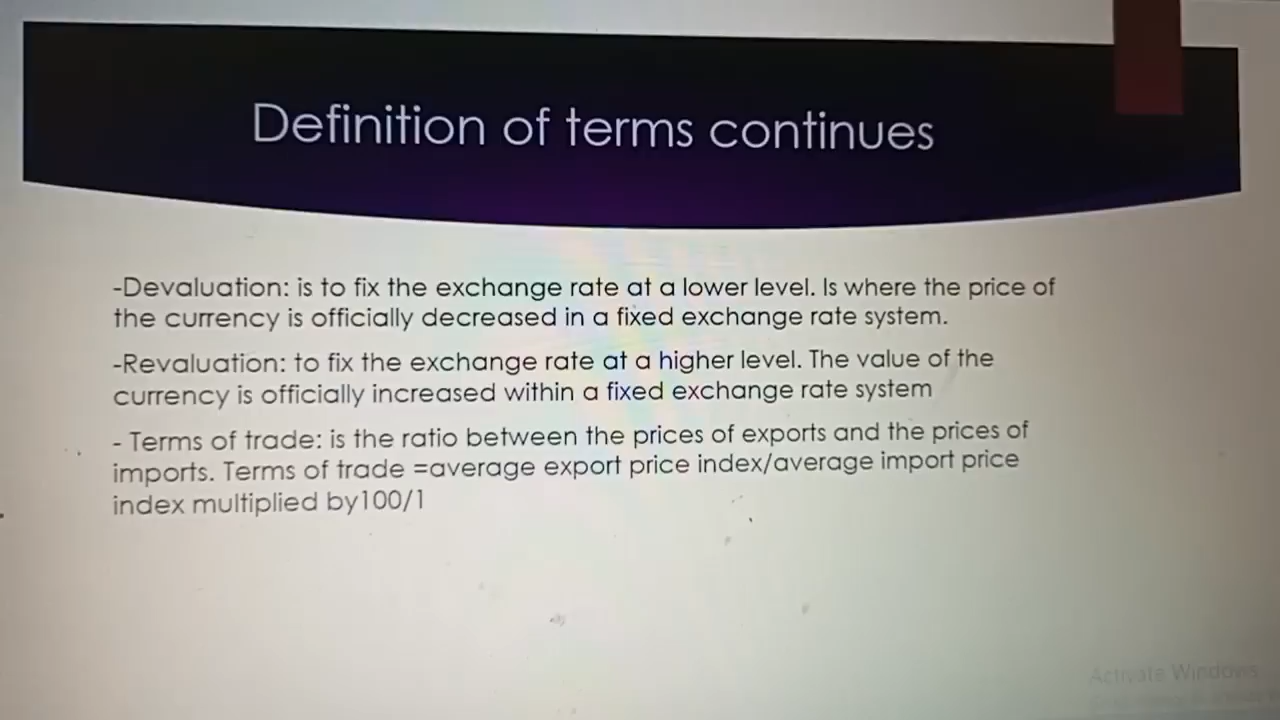 Definition of terms continues
-Devaluation: is to fix the exchange rate at a lower level. Is where the price of
the currency is officially decreased in a fixed exchange rate system.
-Revaluation: to fix the exchange rate at a higher level. The value of the
currency is officially increased within a fixed exchange rate system
- Terms of trade: is the ratio between the prices of exports and the prices of
imports. Terms of trade =average export price index/average import price
index multiplied by100/1
Activate Windows